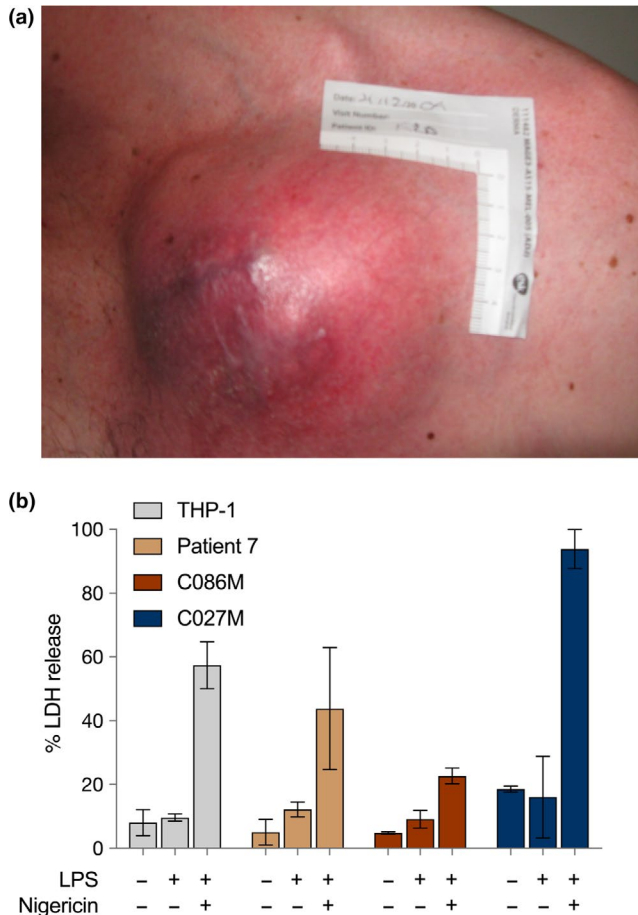 (a)
Date:
Visit Number:
Patient ID:
(b)
THP-1
Patient 7
C086M
C027M
% LDH release
100
80
60
40
20
0
LPS – + + – + + – + + – + +
Nigericin – – + – – + – – + – – +